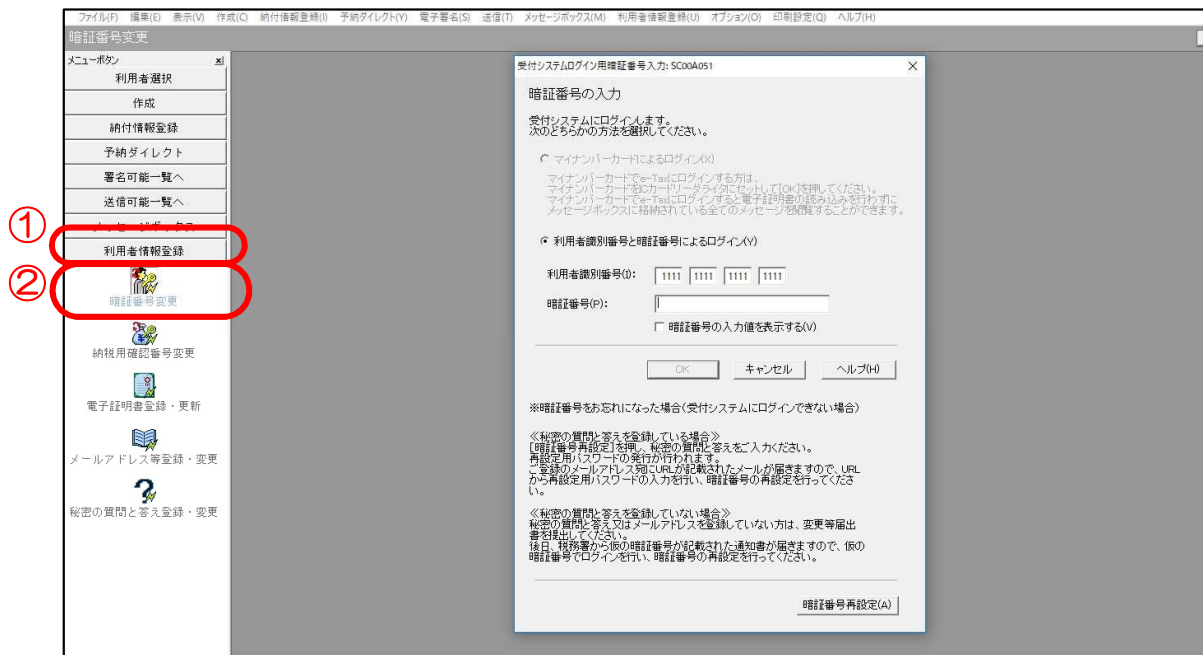 ファイル(F) 編集(E) 表示(V) 作成(C) 納付情報登録(I) 予納ダイレクト(Y) 電子署名(S) 送信(T) メッセージボックス(M) 利用者情報登録(U) オプション(O) 印刷設定(Q) ヘルプ(H)
暗証番号変更
メニューボタン
利用者選択
作成
納付情報登録
予納ダイレクト
署名可能一覧へ
送信可能一覧へ
①
メッセージボックス
利用者情報登録
②
暗証番号変更
納税用確認番号変更
電子証明書登録・更新
メールアドレス等登録・変更
秘密の質問と答え登録・変更
受付システムログイン用暗証番号入力: SC00A051
暗証番号の入力
受付システムにログインします。
次のどちらかの方法を選択してください。
マイナンバーカードによるログイン(X)
マイナンバーカードでe-Taxにログインする方は、
マイナンバーカードをICカードリーダライタにセットして[OK]を押してください。
マイナンバーカードでe-Taxにログインすると電子証明書の読み込みを行わずに
メッセージボックスに格納されている全てのメッセージを閲覧することができます。
利用者識別番号と暗証番号によるログイン(Y)
利用者識別番号(I): 1111 1111 1111 1111
暗証番号(P):
暗証番号の入力値を表示する(V)
OK キャンセル ヘルプ(H)
※暗証番号をお忘れになった場合(受付システムにログインできない場合)
≪秘密の質問と答えを登録している場合≫
[暗証番号再設定]を押し、秘密の質問と答えをご入力ください。
再設定用パスワードの発行が行われます。
ご登録のメールアドレス宛にURLが記載されたメールが届きますので、URL
から再設定用パスワードの入力を行い、暗証番号の再設定を行ってくださ
い。
≪秘密の質問と答えを登録していない場合≫
秘密の質問と答え又はメールアドレスを登録していない方は、変更等届出
書を提出してください。
後日、税務署から仮の暗証番号が記載された通知書が届きますので、仮の
暗証番号でログインを行い、暗証番号の再設定を行ってください。
暗証番号再設定(A)